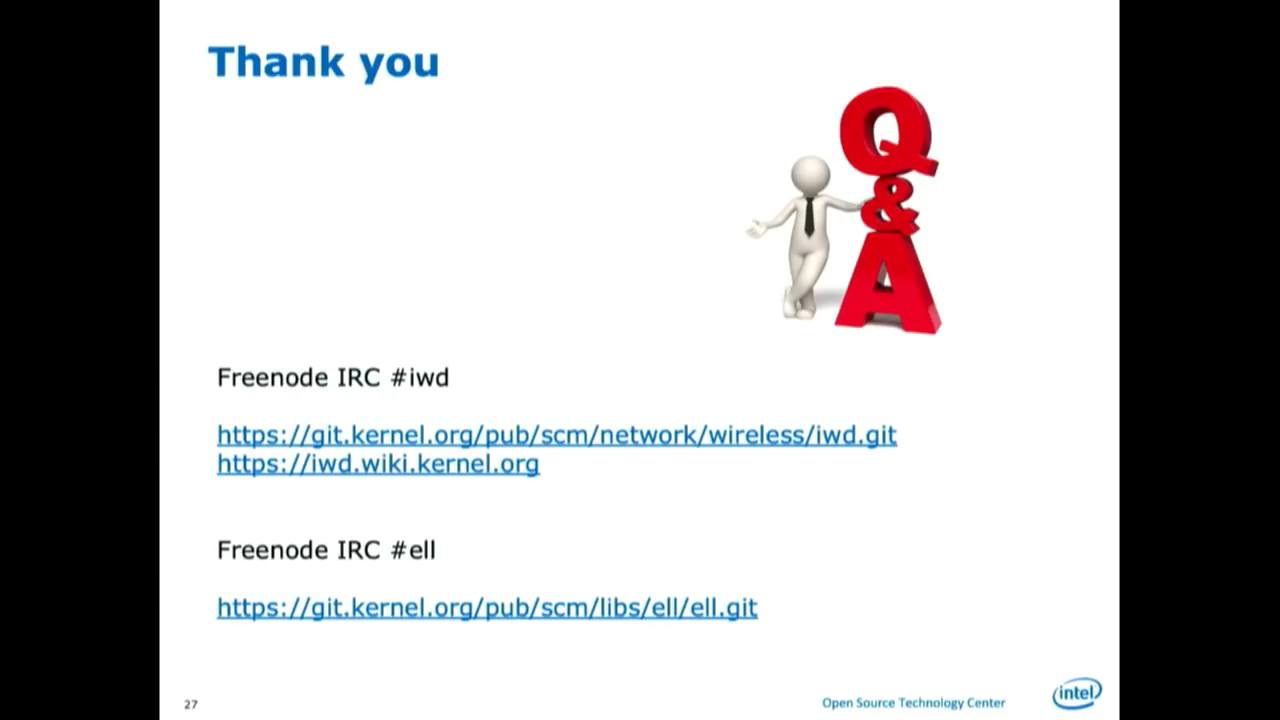 Thank you
Q
&
A
Freenode IRC #iwd
https://git.kernel.org/pub/scm/network/wireless/iwd.git
https://iwd.wiki.kernel.org
Freenode IRC #ell
https://git.kernel.org/pub/scm/libs/ell/ell.git
27
Open Source Technology Center
intel